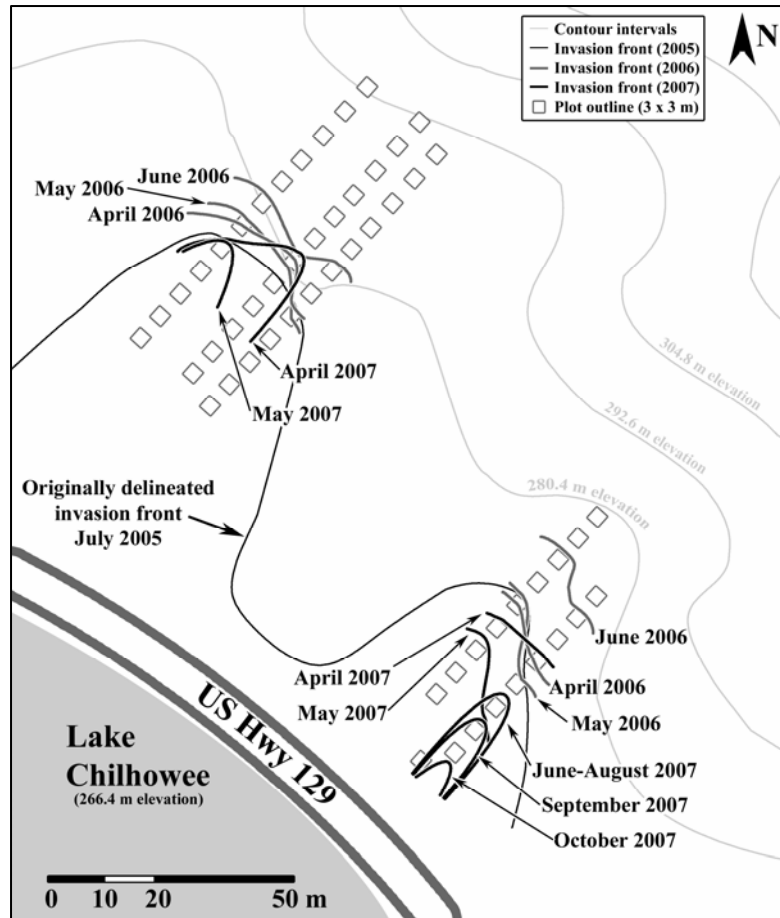 Contour intervals
Invasion front (2005)
Invasion front (2006)
Invasion front (2007)
Plot outline (3 x 3 m)
N
June 2006
May 2006
April 2006
April 2007
May 2007
304.8 m elevation
292.6 m elevation
280.4 m elevation
Originally delineated
invasion front
July 2005
June 2006
April 2007
April 2006
May 2007
May 2006
US Hwy 129
Lake
Chilhowee
(266.4 m elevation)
June-August 2007
September 2007
October 2007
0 10 20 50 m